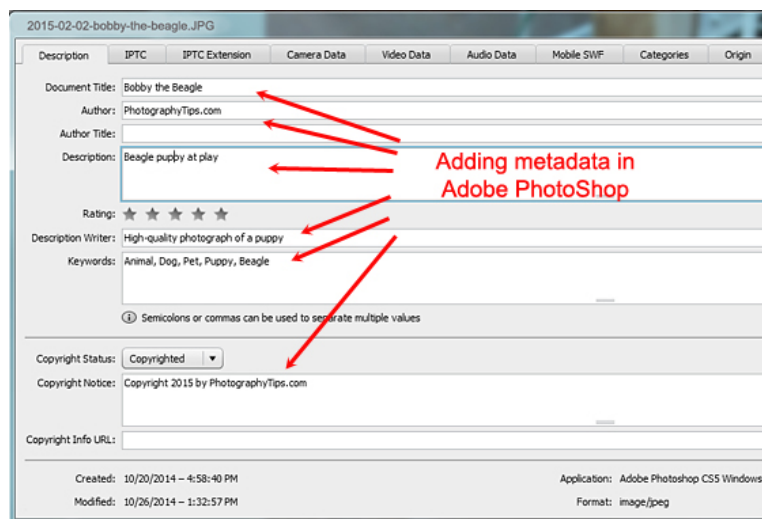 2015-02-02-bobby-the-beagle.JPG
Description IPTC IPTC Extension Camera Data Video Data Audio Data Mobile SWF Categories Origin
Document Title: Bobby the Beagle
Author: PhotographyTips.com
Author Title:
Description: Beagle puppy at play
Adding metadata in
Adobe PhotoShop
Rating:
Description Writer: High-quality photograph of a puppy
Keywords: Animal, Dog, Pet, Puppy, Beagle
Semicolons or commas can be used to separate multiple values
Copyright Status: Copyrighted
Copyright Notice: Copyright 2015 by PhotographyTips.com
Copyright Info URL:
Created: 10/20/2014 – 4:58:40 PM Application: Adobe Photoshop CS5 Windows
Modified: 10/26/2014 – 1:32:57 PM Format: image/jpeg